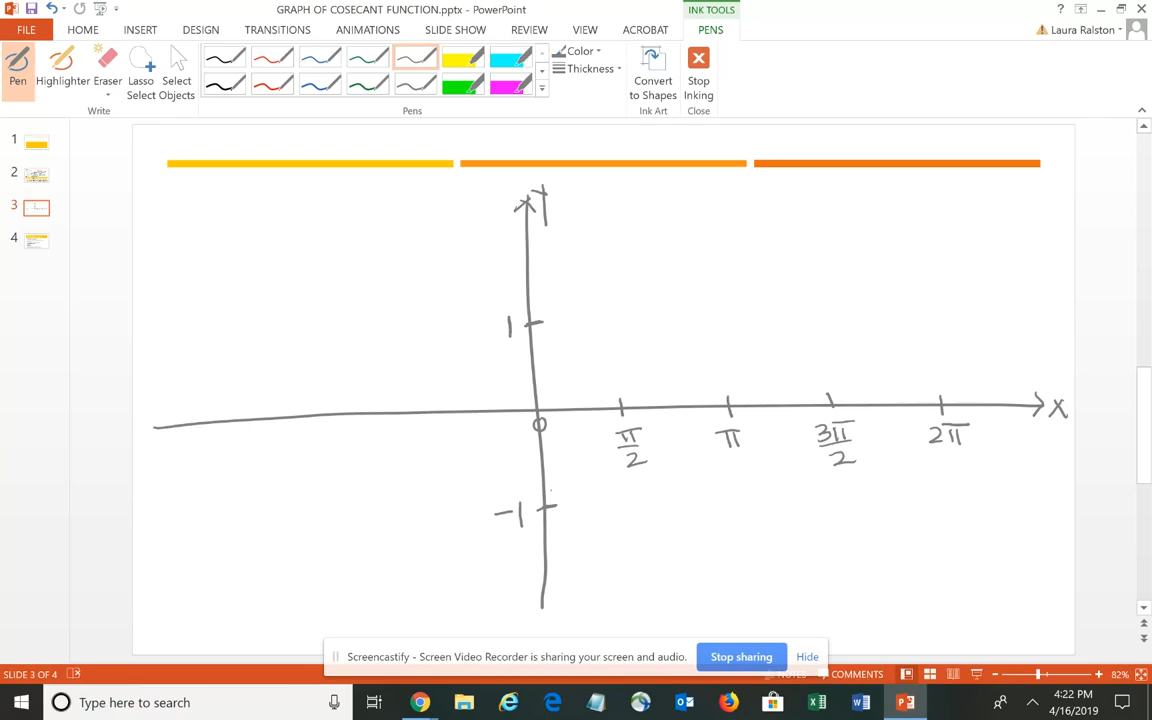 GRAPH OF COSECANT FUNCTION.pptx - PowerPoint
INK TOOLS
?
FILE HOME INSERT DESIGN TRANSITIONS ANIMATIONS SLIDE SHOW REVIEW VIEW ACROBAT PENS
Laura Ralston
Pen Highlighter Eraser Lasso Select Select Objects
Color
Thickness
Convert to Shapes
Stop Inking
Write Pens Ink Art Close
1
2
3
4
Y
1
X
0
π/2 π 3π/2 2π
-1
Screencastify - Screen Video Recorder is sharing your screen and audio. Stop sharing Hide
SLIDE 3 OF 4 NOTES COMMENTS 82%
Type here to search
4:22 PM
4/16/2019